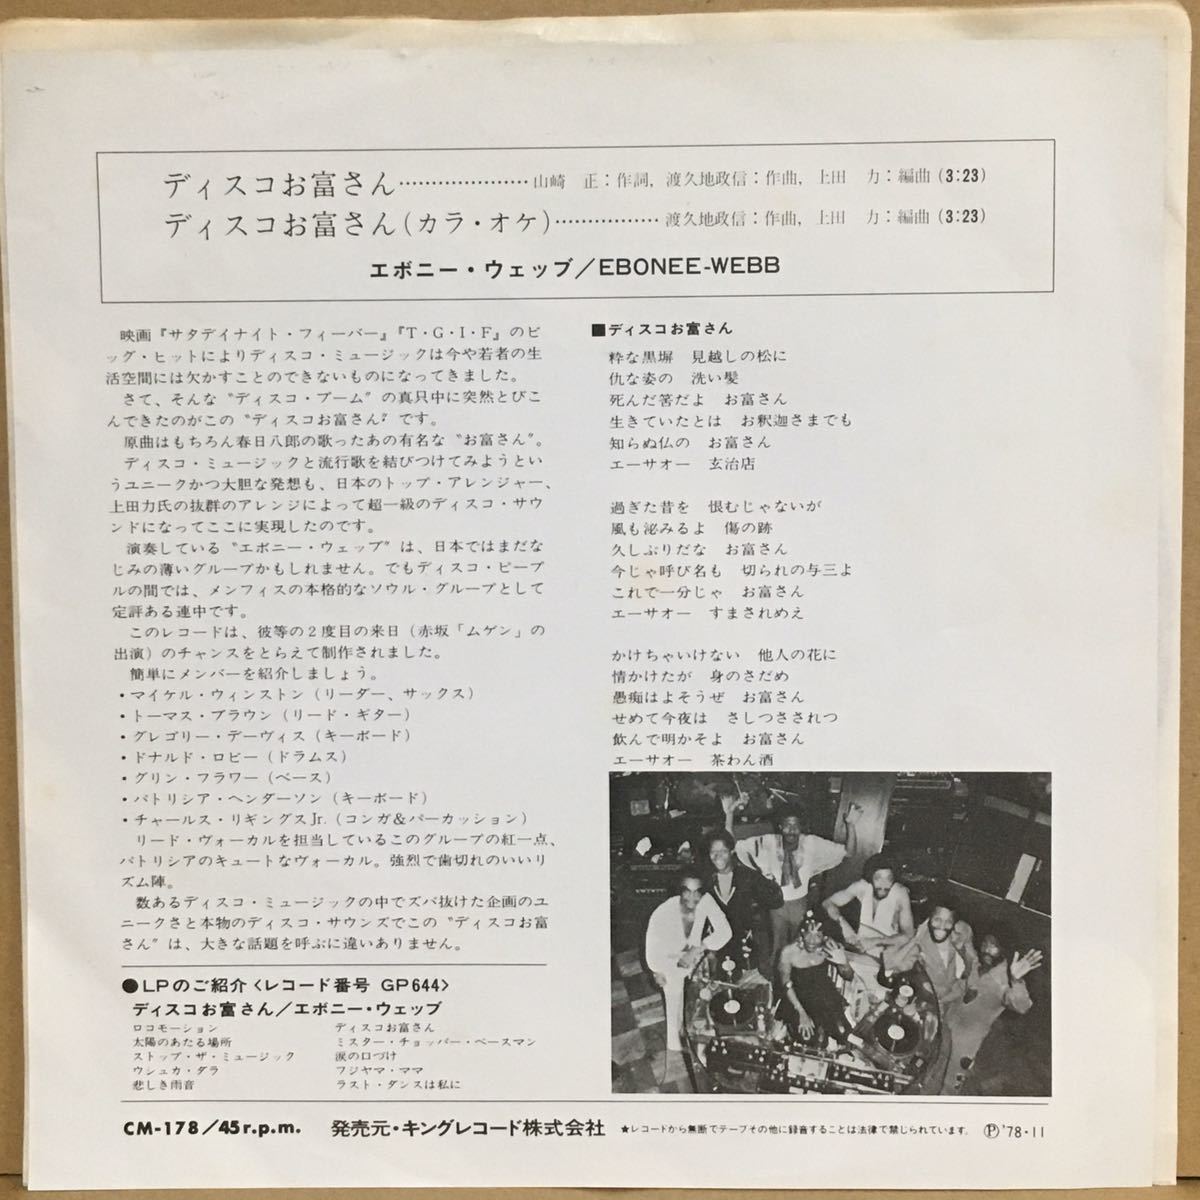 ディスコお富さん…………………山崎　正：作詞, 渡久地政信：作曲, 上田　力：編曲 (3:23)
ディスコお富さん(カラ・オケ)……………渡久地政信：作曲, 上田　力：編曲 (3:23)
エボニー・ウェッブ／EBONEE-WEBB
映画『サタデイナイト・フィーバー』『T・G・I・F』のビ
ッグ・ヒットによりディスコ・ミュージックは今や若者の生
活空間には欠かすことのできないものになってきました。
さて、そんな“ディスコ・ブーム”の真只中に突然とびこ
んできたのがこの“ディスコお富さん”です。
原曲はもちろん春日八郎の歌ったあの有名な“お富さん”。
ディスコ・ミュージックと流行歌を結びつけてみようとい
うユニークかつ大胆な発想も、日本のトップ・アレンジャー、
上田力氏の抜群のアレンジによって超一級のディスコ・サウ
ンドになってここに実現したのです。
演奏している“エボニー・ウェッブ”は、日本ではまだな
じみの薄いグループかもしれません。でもディスコ・ピープ
ルの間では、メンフィスの本格的なソウル・グループとして
定評ある連中です。
このレコードは、彼等の2度目の来日(赤坂「ムゲン」の
出演)のチャンスをとらえて制作されました。
簡単にメンバーを紹介しましょう。
・マイケル・ウィンストン(リーダー、サックス)
・トーマス・ブラウン(リード・ギター)
・グレゴリー・デーヴィス(キーボード)
・ドナルド・ロビー(ドラムス)
・グリン・フラワー(ベース)
・パトリシア・ヘンダーソン(キーボード)
・チャールス・リギングスJr.(コンガ&パーカッション)
リード・ヴォーカルを担当しているこのグループの紅一点、
パトリシアのキュートなヴォーカル。強烈で歯切れのいいリ
ズム陣。
数あるディスコ・ミュージックの中でズバ抜けた企画のユ
ニークさと本物のディスコ・サウンズでこの“ディスコお富
さん”は、大きな話題を呼ぶに違いありません。
●LPのご紹介〈レコード番号 GP644〉
ディスコお富さん／エボニー・ウェッブ
ロコモーション
太陽のあたる場所
ストップ・ザ・ミュージック
ウシュカ・ダラ
悲しき雨音
ディスコお富さん
ミスター・チョッパー・ベースマン
涙の口づけ
フジヤマ・ママ
ラスト・ダンスは私に
■ディスコお富さん
粋な黒塀　見越しの松に
仇な姿の　洗い髪
死んだ筈だよ　お富さん
生きていたとは　お釈迦さまでも
知らぬ仏の　お富さん
エーサオー　玄治店
過ぎた昔を　恨むじゃないが
風も泌みるよ　傷の跡
久しぶりだな　お富さん
今じゃ呼び名も　切られの与三よ
これで一分じゃ　お富さん
エーサオー　すまされめえ
かけちゃいけない　他人の花に
情かけたが　身のさだめ
愚痴はよそうぜ　お富さん
せめて今夜は　さしつさされつ
飲んで明かそよ　お富さん
エーサオー　茶わん酒
CM-178／45r.p.m.　発売元・キングレコード株式会社　★レコードから無断でテープその他に録音することは法律で禁じられています。　Ⓟ'78・11